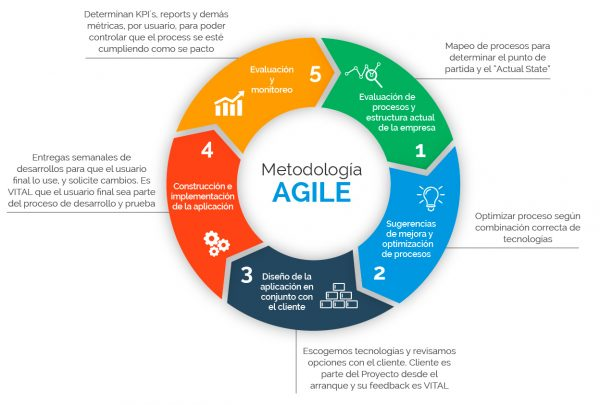 Determinan KPI´s, reports y demás
métricas, por usuario, para poder
controlar que el process se esté
cumpliendo como se pacto
Mapeo de procesos para
determinar el punto de
partida y el "Actual State"
Evaluación
y
monitoreo
5
Evaluación de
procesos y
estructura actual
de la empresa
1
Entregas semanales de
desarrollos para que el usuario
final lo use, y solicite cambios. Es
VITAL que el usuario final sea parte
del proceso de desarrollo y prueba
4
Construcción e
implementación
de la aplicación
Metodología
AGILE
Sugerencias
de mejora y
optimización
de procesos
2
Optimizar proceso según
combinación correcta de
tecnologías
3
Diseño de la
aplicación en
conjunto con
el cliente
Escogemos tecnologías y revisamos
opciones con el cliente. Cliente es
parte del Proyecto desde el
arranque y su feedback es VITAL